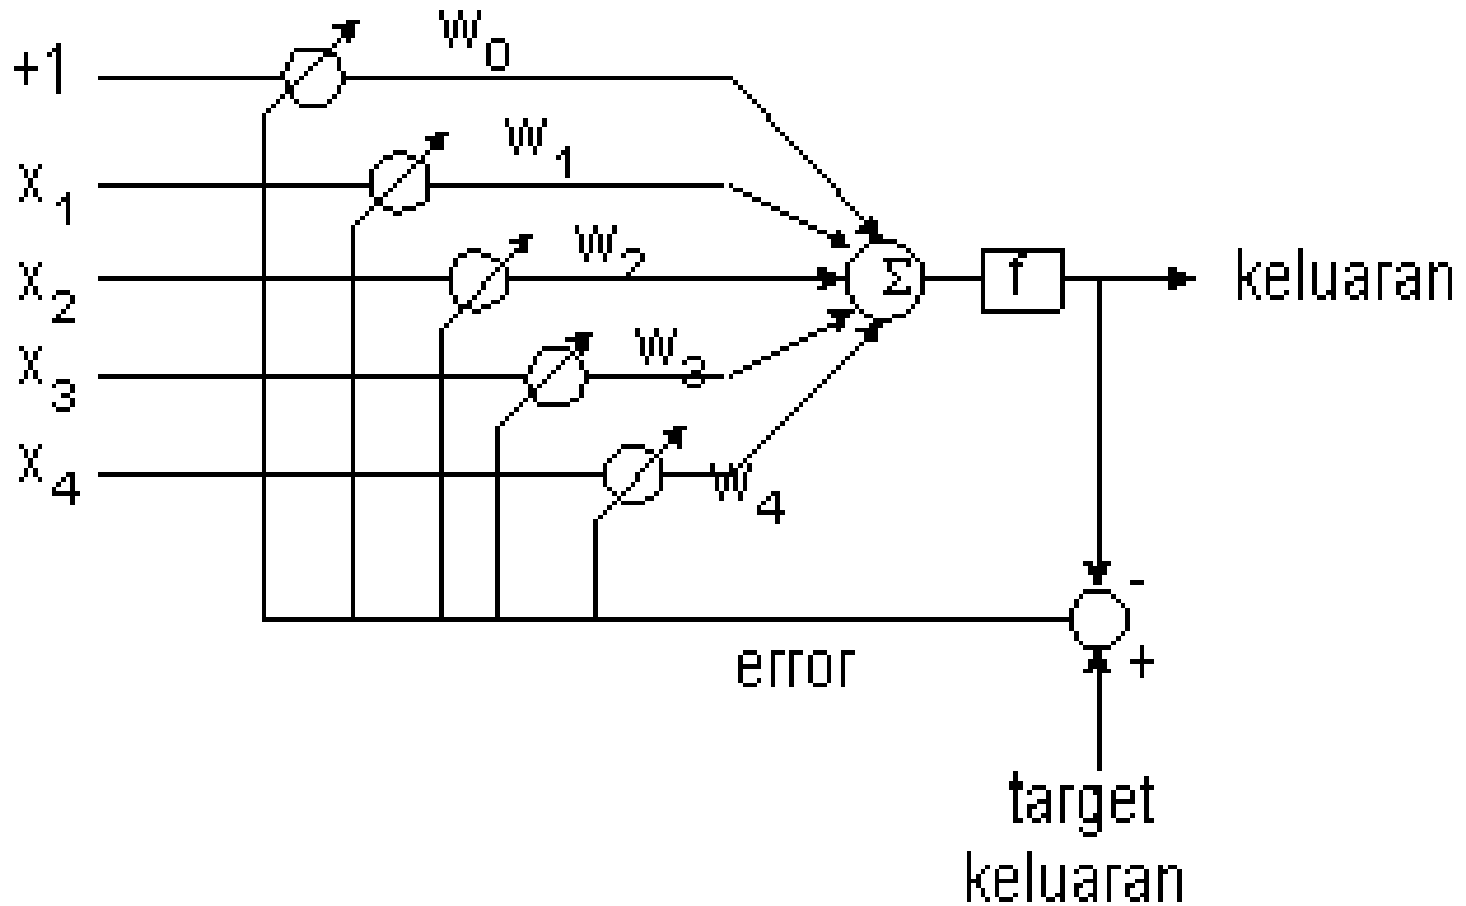 +1
W0
X1
W1
X2
W2
Σ
f
keluaran
X3
W3
X4
W4
-
+
error
target
keluaran